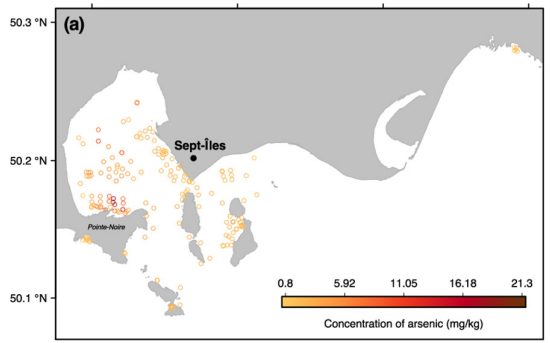 50.3 °N
(a)
Sept-Îles
50.2 °N
Pointe-Noire
50.1 °N
0.8 5.92 11.05 16.18 21.3
Concentration of arsenic (mg/kg)